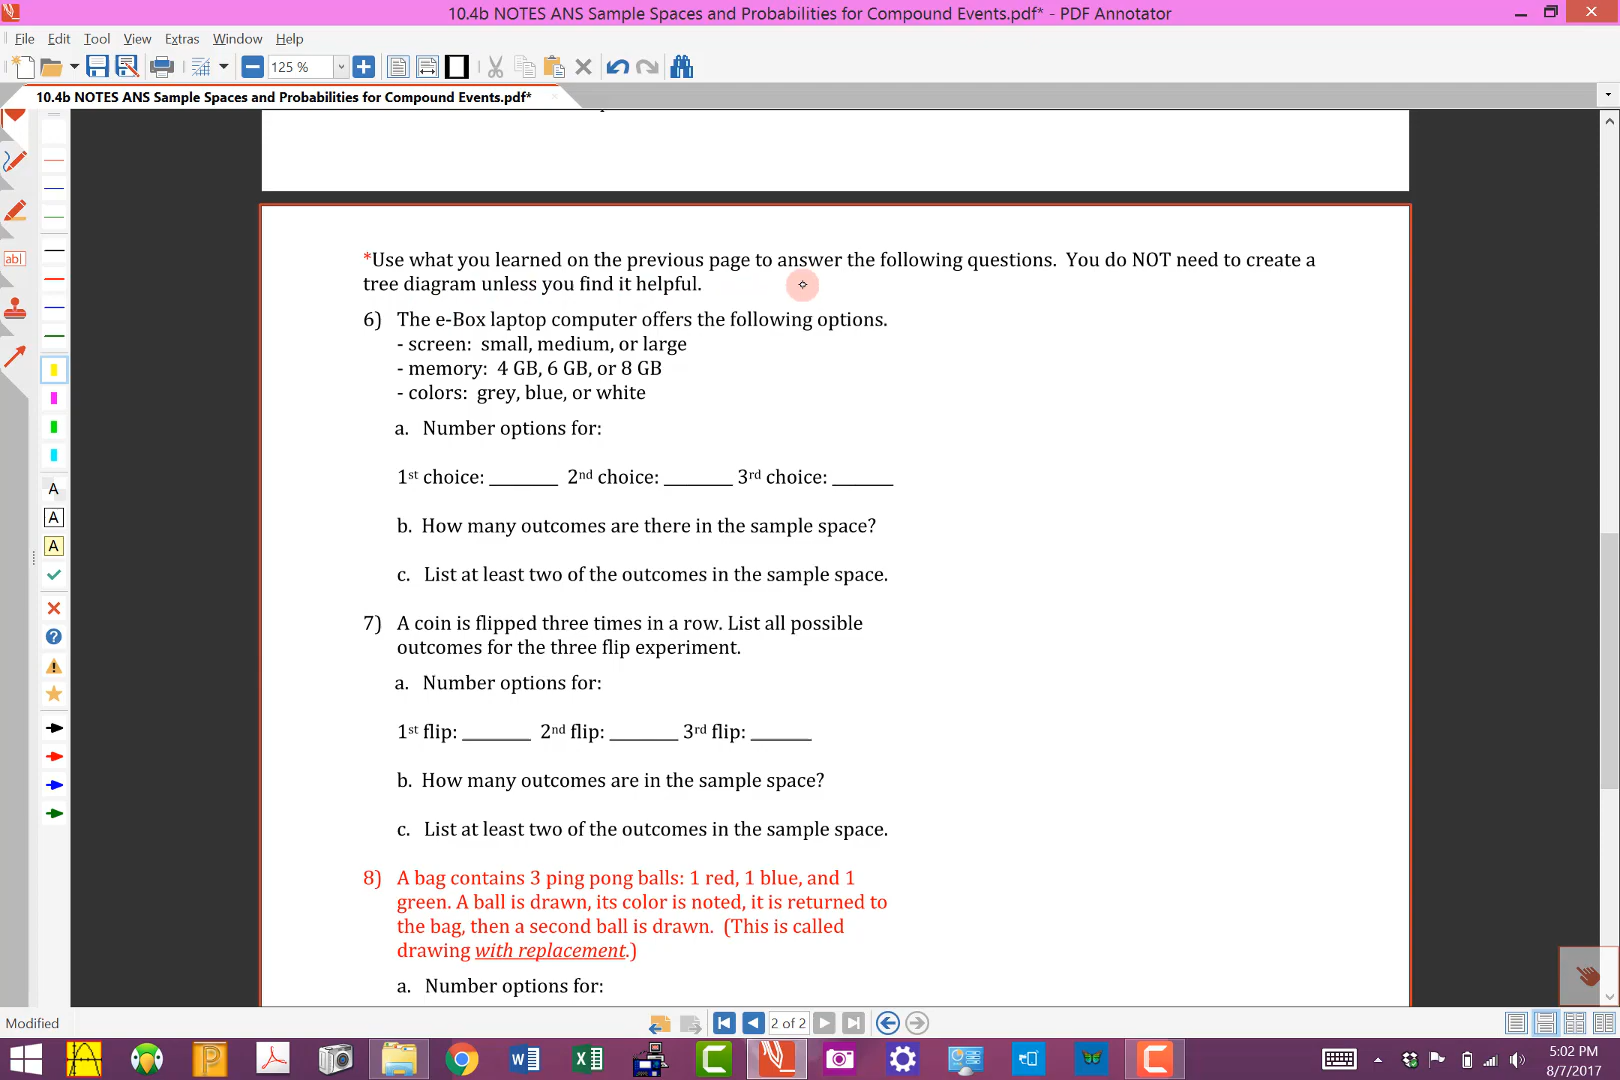 10.4b NOTES ANS Sample Spaces and Probabilities for Compound Events.pdf* - PDF Annotator
File Edit Tool View Extras Window Help
125 %
10.4b NOTES ANS Sample Spaces and Probabilities for Compound Events.pdf*
*Use what you learned on the previous page to answer the following questions.  You do NOT need to create a
tree diagram unless you find it helpful.
6) The e-Box laptop computer offers the following options.
- screen:  small, medium, or large
- memory:  4 GB, 6 GB, or 8 GB
- colors:  grey, blue, or white
a. Number options for:
1st choice: _______ 2nd choice: _______ 3rd choice: ______
b. How many outcomes are there in the sample space?
c. List at least two of the outcomes in the sample space.
7) A coin is flipped three times in a row. List all possible
outcomes for the three flip experiment.
a. Number options for:
1st flip: _______ 2nd flip: _______ 3rd flip: ______
b. How many outcomes are in the sample space?
c. List at least two of the outcomes in the sample space.
8) A bag contains 3 ping pong balls: 1 red, 1 blue, and 1
green. A ball is drawn, its color is noted, it is returned to
the bag, then a second ball is drawn.  (This is called
drawing with replacement.)
a. Number options for:
abl
A
A
A
Modified
2 of 2
5:02 PM
8/7/2017